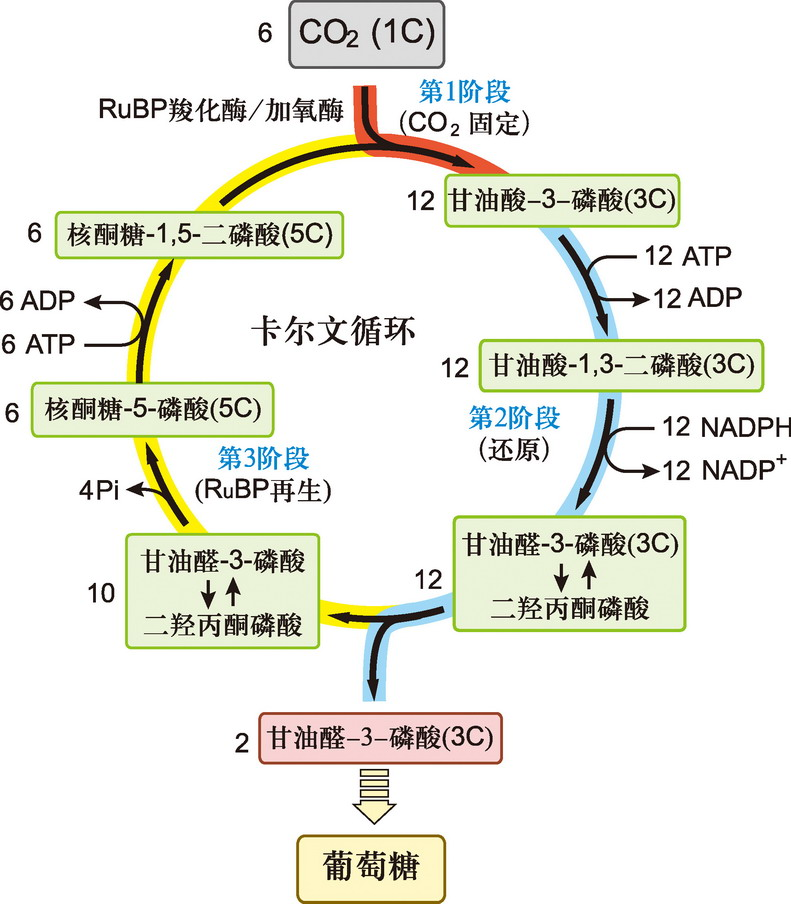 6 CO2 (1C)
RuBP羧化酶/加氧酶
第1阶段
(CO2 固定)
12 甘油酸-3-磷酸(3C)
6 核酮糖-1,5-二磷酸(5C)
12 ATP
12 ADP
6 ADP
6 ATP
卡尔文循环
12 甘油酸-1,3-二磷酸(3C)
6 核酮糖-5-磷酸(5C)
第2阶段
(还原)
12 NADPH
12 NADP+
第3阶段
(RuBP再生)
4Pi
12 甘油醛-3-磷酸(3C)
二羟丙酮磷酸
10 甘油醛-3-磷酸
二羟丙酮磷酸
2 甘油醛-3-磷酸(3C)
葡萄糖